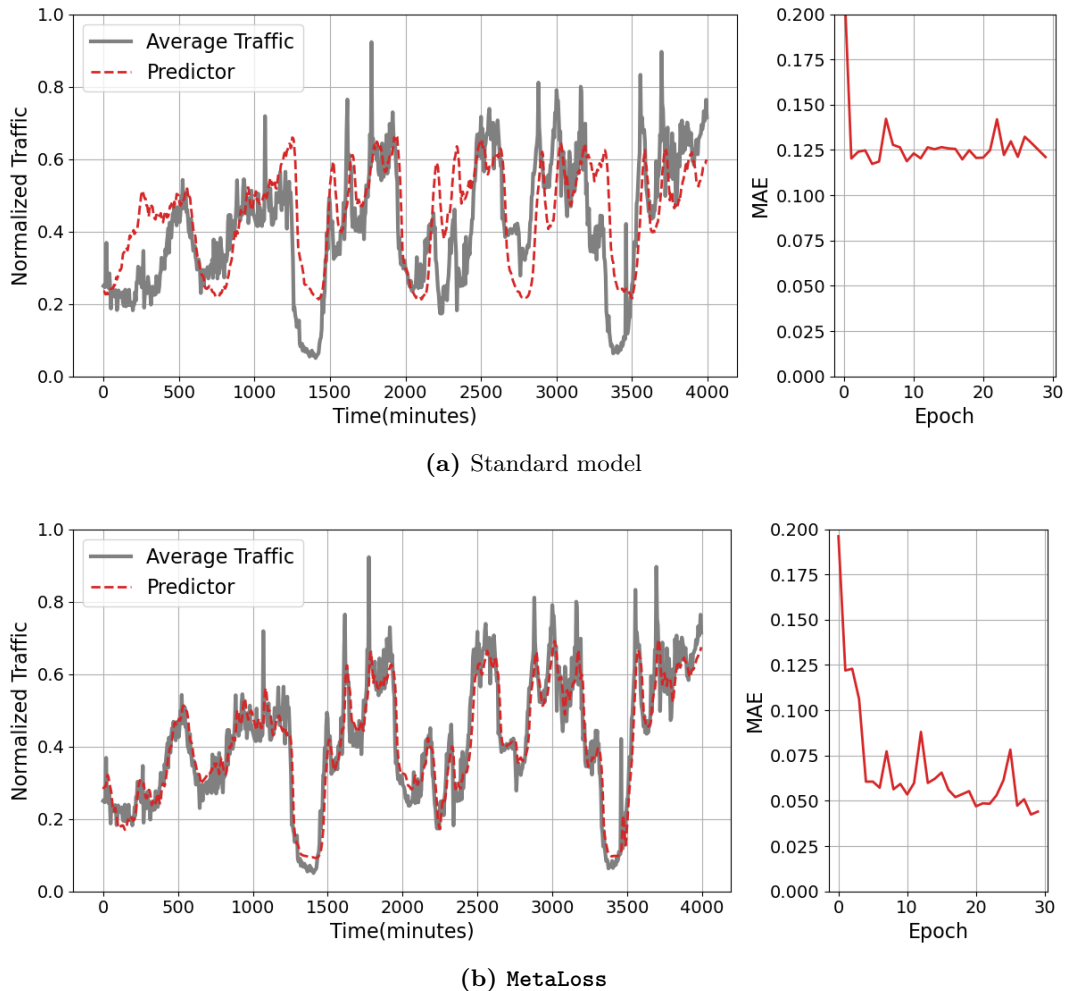 1.0
0.8
0.6
0.4
0.2
0.0
Normalized Traffic
Average Traffic
Predictor
0 500 1000 1500 2000 2500 3000 3500 4000
Time(minutes)
0.200
0.175
0.150
0.125
0.100
0.075
0.050
0.025
0.000
MAE
0 10 20 30
Epoch
(a) Standard model
1.0
0.8
0.6
0.4
0.2
0.0
Normalized Traffic
Average Traffic
Predictor
0 500 1000 1500 2000 2500 3000 3500 4000
Time(minutes)
0.200
0.175
0.150
0.125
0.100
0.075
0.050
0.025
0.000
MAE
0 10 20 30
Epoch
(b) MetaLoss